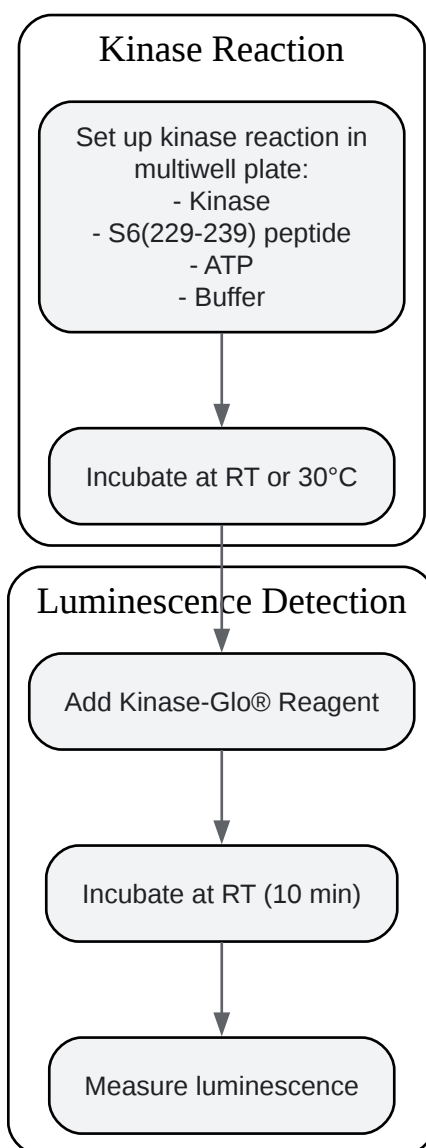 Kinase Reaction
Set up kinase reaction in
multiwell plate:
- Kinase
- S6(229-239) peptide
- ATP
- Buffer
Incubate at RT or 30°C
Luminescence Detection
Add Kinase-Glo® Reagent
Incubate at RT (10 min)
Measure luminescence